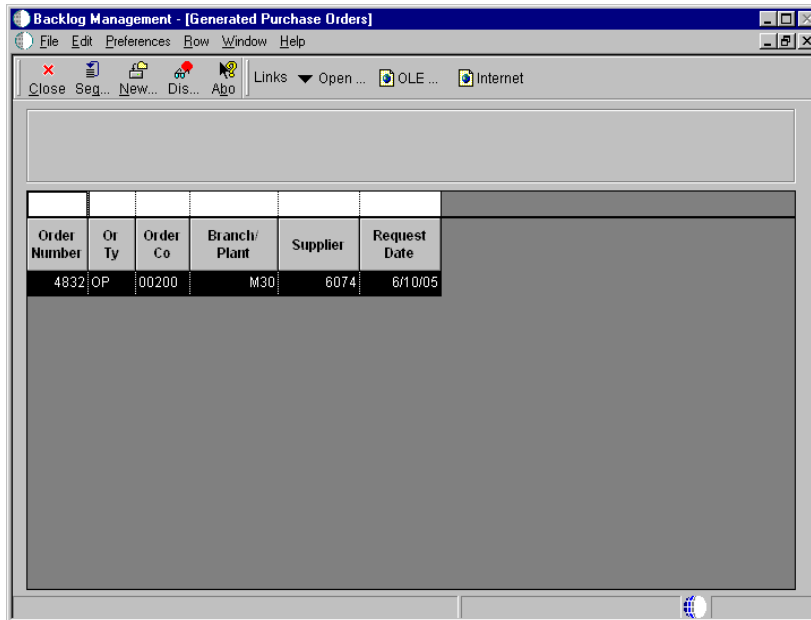 Backlog Management - [Generated Purchase Orders]
File Edit Preferences Row Window Help
Close Seq... New... Dis... Abo Links Open ... OLE ... Internet
Order Number Or Ty Order Co Branch/ Plant Supplier Request Date
4832 OP 00200 M30 6074 6/10/05